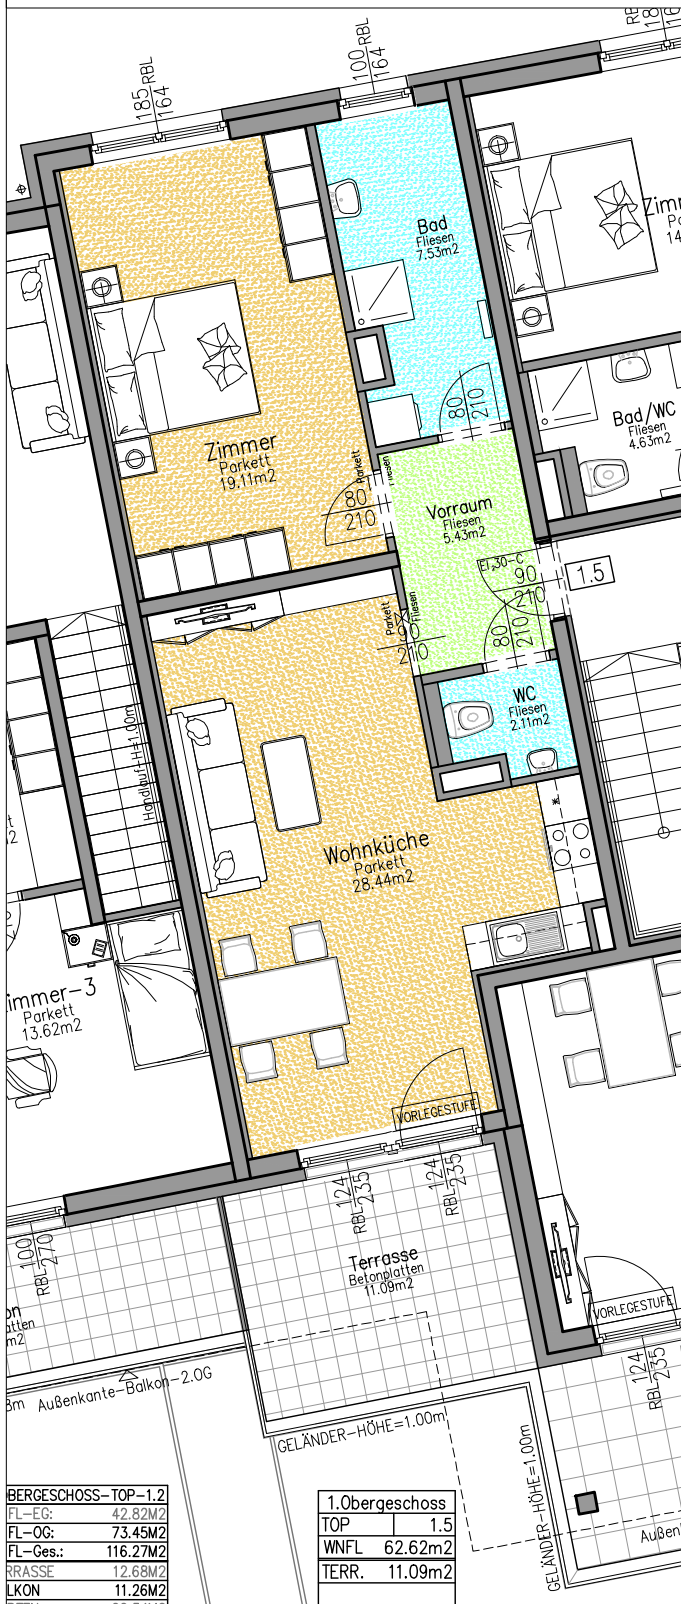 185 RBL
164
100 RBL
164
Bad
Fliesen
7.53m2
80
210
Zimmer
Parkett
19.11m2
Parkett
Fliesen
80
210
Bad/WC
Fliesen
4.63m2
Vorraum
Fliesen
5.43m2
EI230-C
90
210
1.5
Parkett
Fliesen
90
210
80
210
WC
Fliesen
2.11m2
Handlauf-H=1.00m
Wohnküche
Parkett
28.44m2
immer-3
Parkett
13.62m2
VORLEGESTUFE
124
RBL 235
124
RBL 235
100
RBL 270
Terrasse
Betonplatten
11.09m2
VORLEGESTUFE
124
RBL 235
Außenkante-Balkon-2.OG
GELÄNDER-HÖHE=1.00m
GELÄNDER-HÖHE=1.00m
Außen
BERGESCHOSS-TOP-1.2
FL-EG: 42.82M2
FL-OG: 73.45M2
FL-Ges.: 116.27M2
RRASSE 12.68M2
LKON 11.26M2
1.Obergeschoss
TOP 1.5
WNFL 62.62m2
TERR. 11.09m2